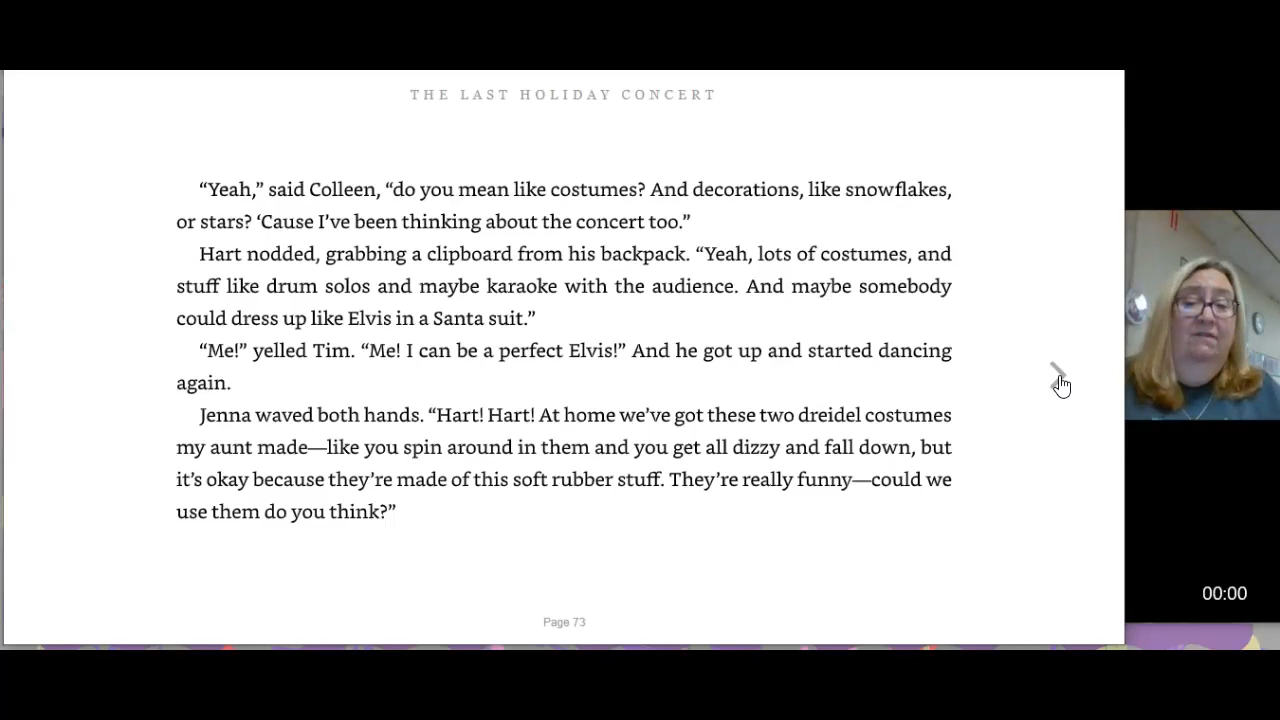 THE LAST HOLIDAY CONCERT
“Yeah,” said Colleen, “do you mean like costumes? And decorations, like snowflakes,
or stars? ‘Cause I’ve been thinking about the concert too.”
Hart nodded, grabbing a clipboard from his backpack. “Yeah, lots of costumes, and
stuff like drum solos and maybe karaoke with the audience. And maybe somebody
could dress up like Elvis in a Santa suit.”
“Me!” yelled Tim. “Me! I can be a perfect Elvis!” And he got up and started dancing
again.
Jenna waved both hands. “Hart! Hart! At home we’ve got these two dreidel costumes
my aunt made—like you spin around in them and you get all dizzy and fall down, but
it’s okay because they’re made of this soft rubber stuff. They’re really funny—could we
use them do you think?”
Page 73
00:00